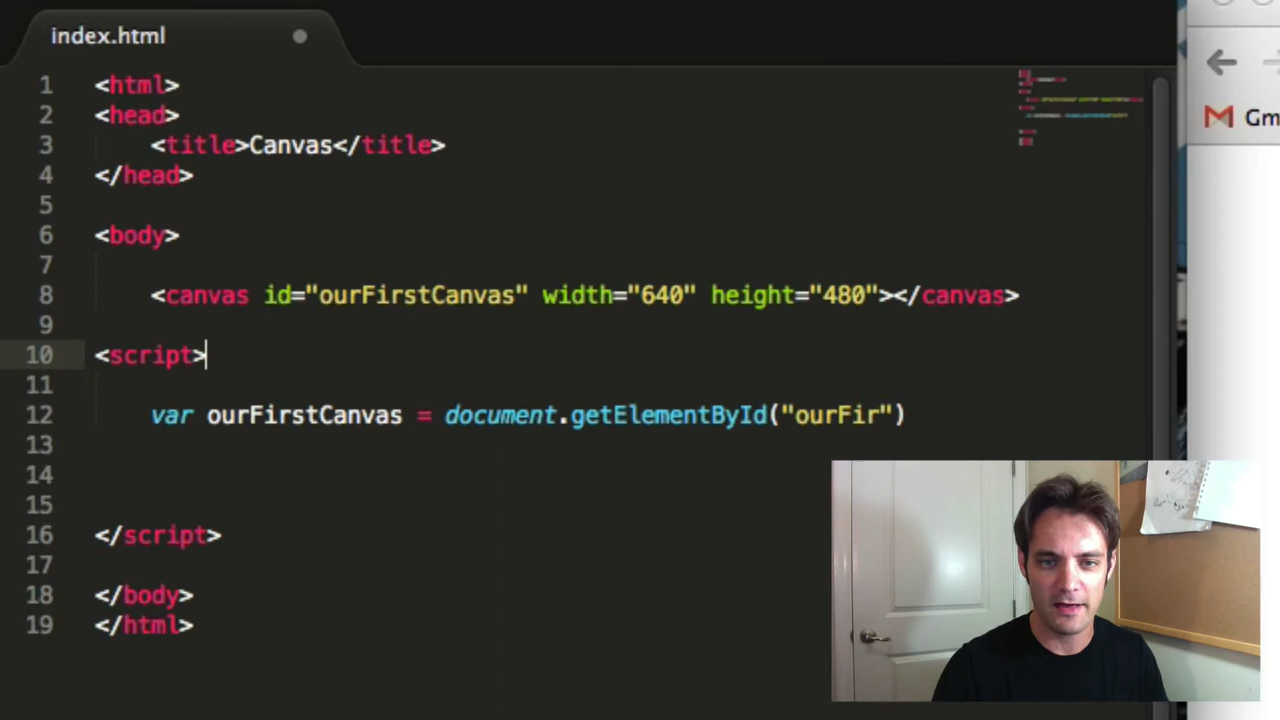 index.html
1 <html>
2 <head>
3 <title>Canvas</title>
4 </head>
5
6 <body>
7
8 <canvas id="ourFirstCanvas" width="640" height="480"></canvas>
9
10 <script>
11
12 var ourFirstCanvas = document.getElementById("ourFir")
13
14
15
16 </script>
17
18 </body>
19 </html>
Gm